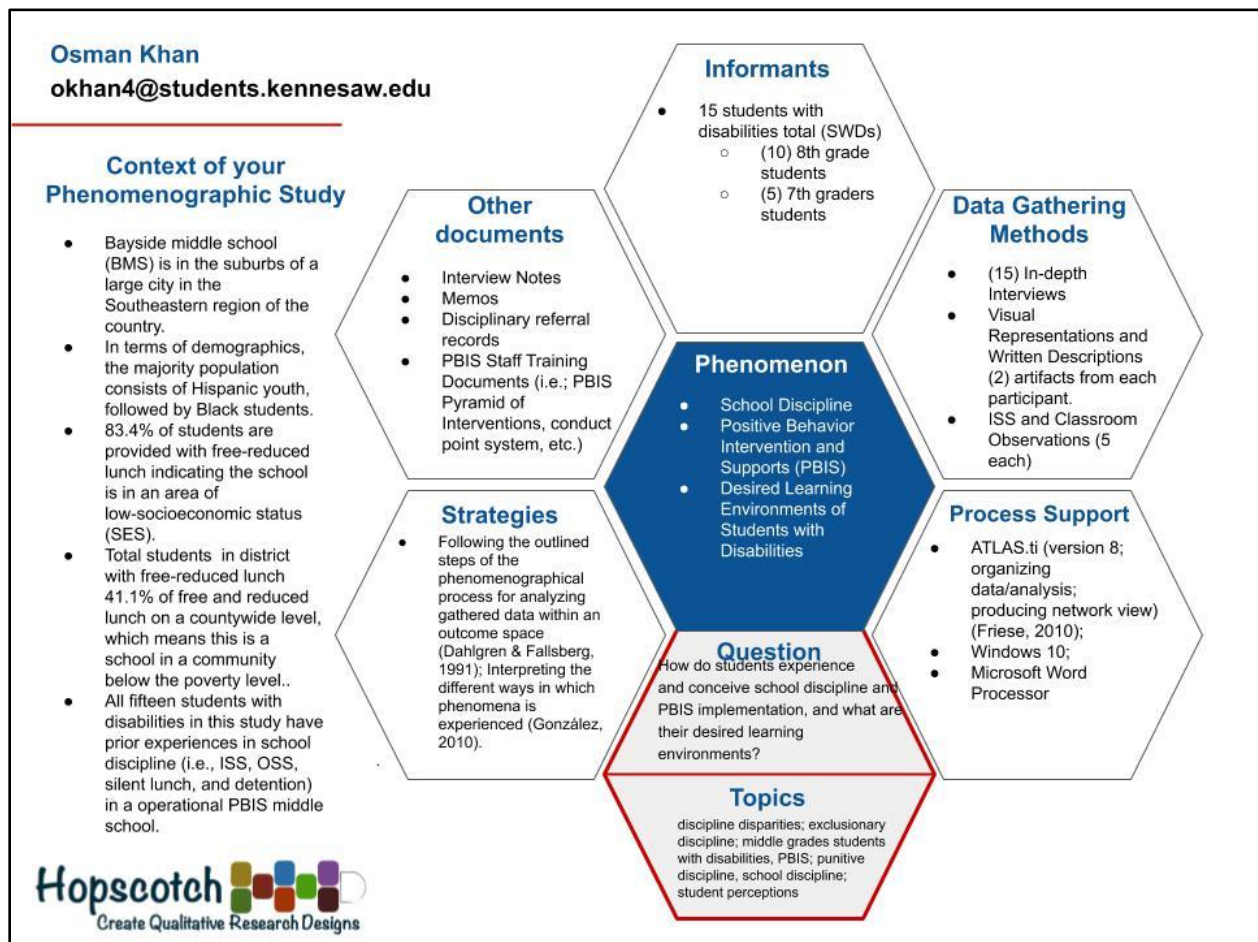 Osman Khan
okhan4@students.kennesaw.edu
Context of your
Phenomenographic Study
● Bayside middle school
(BMS) is in the suburbs of a
large city in the
Southeastern region of the
country.
● In terms of demographics,
the majority population
consists of Hispanic youth,
followed by Black students.
● 83.4% of students are
provided with free-reduced
lunch indicating the school
is in an area of
low-socioeconomic status
(SES).
● Total students in district
with free-reduced lunch
41.1% of free and reduced
lunch on a countywide level,
which means this is a
school in a community
below the poverty level..
● All fifteen students with
disabilities in this study have
prior experiences in school
discipline (i.e., ISS, OSS,
silent lunch, and detention)
in a operational PBIS middle
school.
Other
documents
● Interview Notes
● Memos
● Disciplinary referral
records
● PBIS Staff Training
Documents (i.e.; PBIS
Pyramid of
Interventions, conduct
point system, etc.)
Strategies
● Following the outlined
steps of the
phenomenographical
process for analyzing
gathered data within an
outcome space
(Dahlgren & Fallsberg,
1991); Interpreting the
different ways in which
phenomena is
experienced (González,
2010).
Informants
● 15 students with
disabilities total (SWDs)
○ (10) 8th grade
students
○ (5) 7th graders
students
Phenomenon
● School Discipline
● Positive Behavior
Intervention and
Supports (PBIS)
● Desired Learning
Environments of
Students with
Disabilities
Question
How do students experience
and conceive school discipline and
PBIS implementation, and what are
their desired learning
environments?
Topics
discipline disparities; exclusionary
discipline; middle grades students
with disabilities, PBIS; punitive
discipline, school discipline;
student perceptions
Data Gathering
Methods
● (15) In-depth
Interviews
● Visual
Representations and
Written Descriptions
(2) artifacts from each
participant.
● ISS and Classroom
Observations (5
each)
Process Support
● ATLAS.ti (version 8;
organizing
data/analysis;
producing network view)
(Friese, 2010);
● Windows 10;
● Microsoft Word
Processor
Hopscotch
Create Qualitative Research Designs